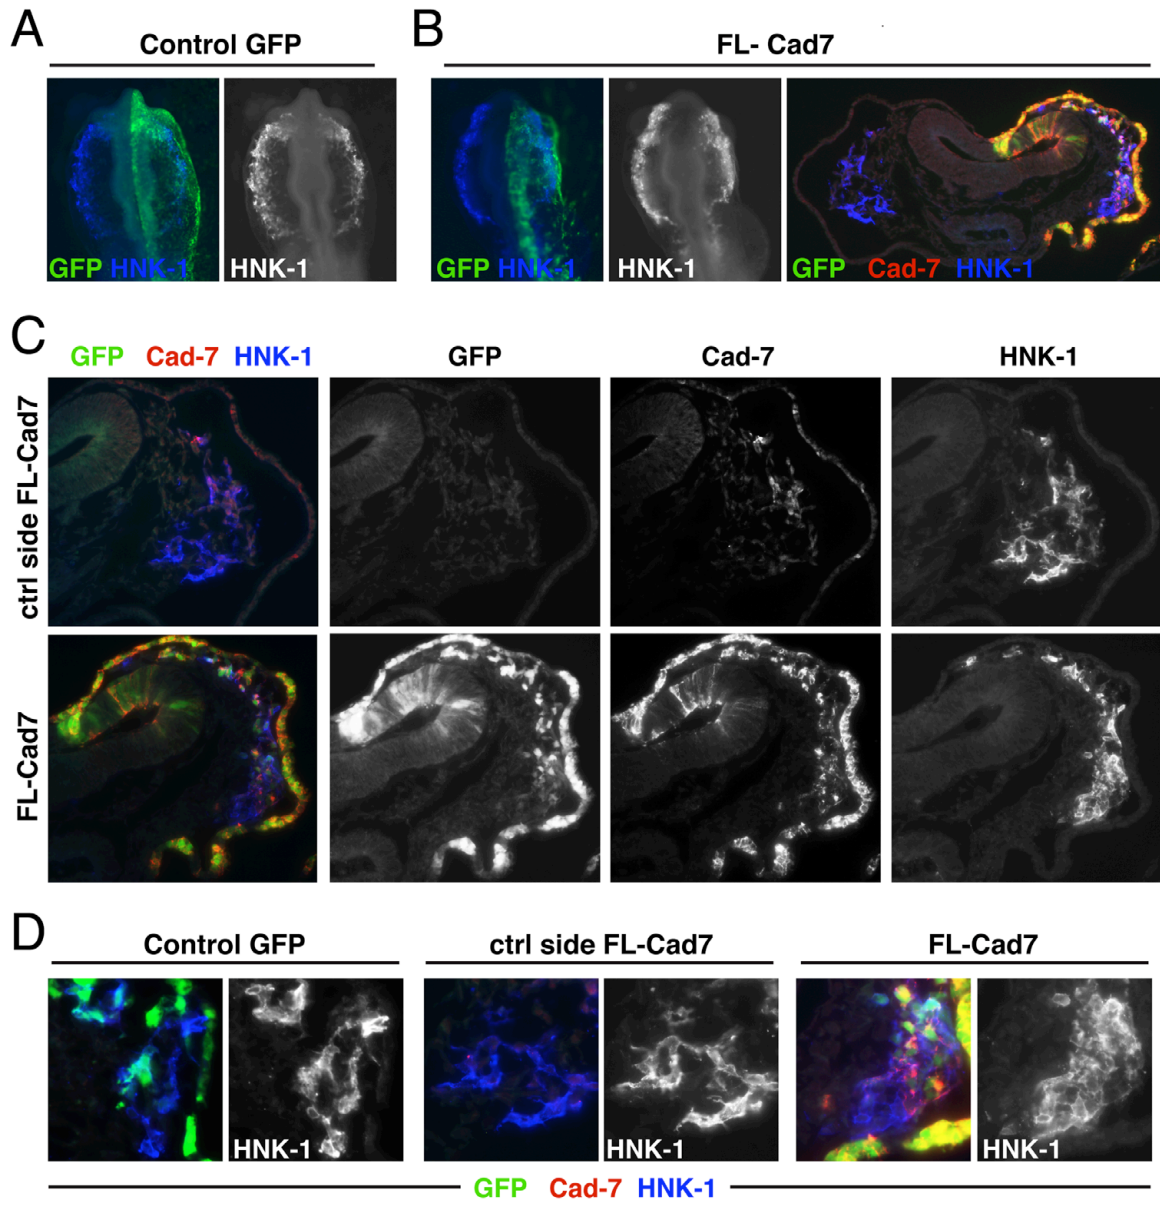 A
Control GFP
GFP HNK-1
HNK-1
B
FL- Cad7
GFP HNK-1
HNK-1
GFP Cad-7 HNK-1
C
GFP Cad-7 HNK-1
GFP
Cad-7
HNK-1
ctrl side FL-Cad7
FL-Cad7
D
Control GFP
ctrl side FL-Cad7
FL-Cad7
HNK-1
HNK-1
HNK-1
GFP Cad-7 HNK-1